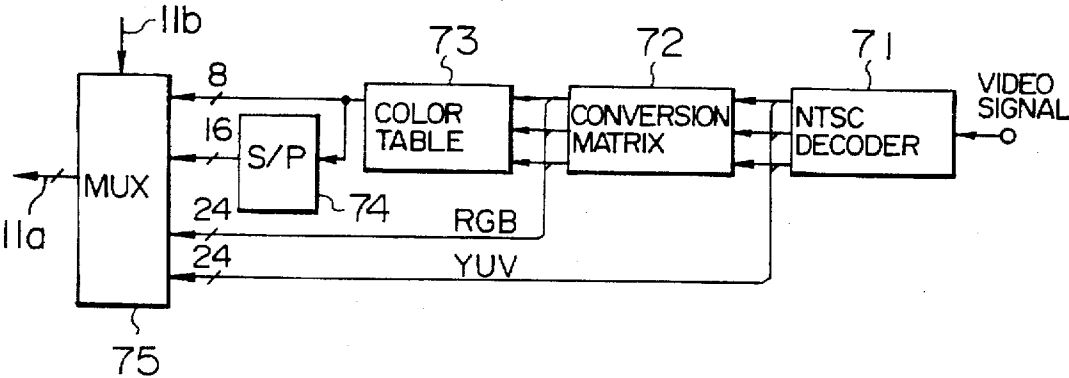 11b
73
72
71
8
VIDEO
SIGNAL
COLOR
TABLE
CONVERSION
MATRIX
NTSC
DECODER
16
S/P
MUX
74
11a
24
RGB
24
YUV
75